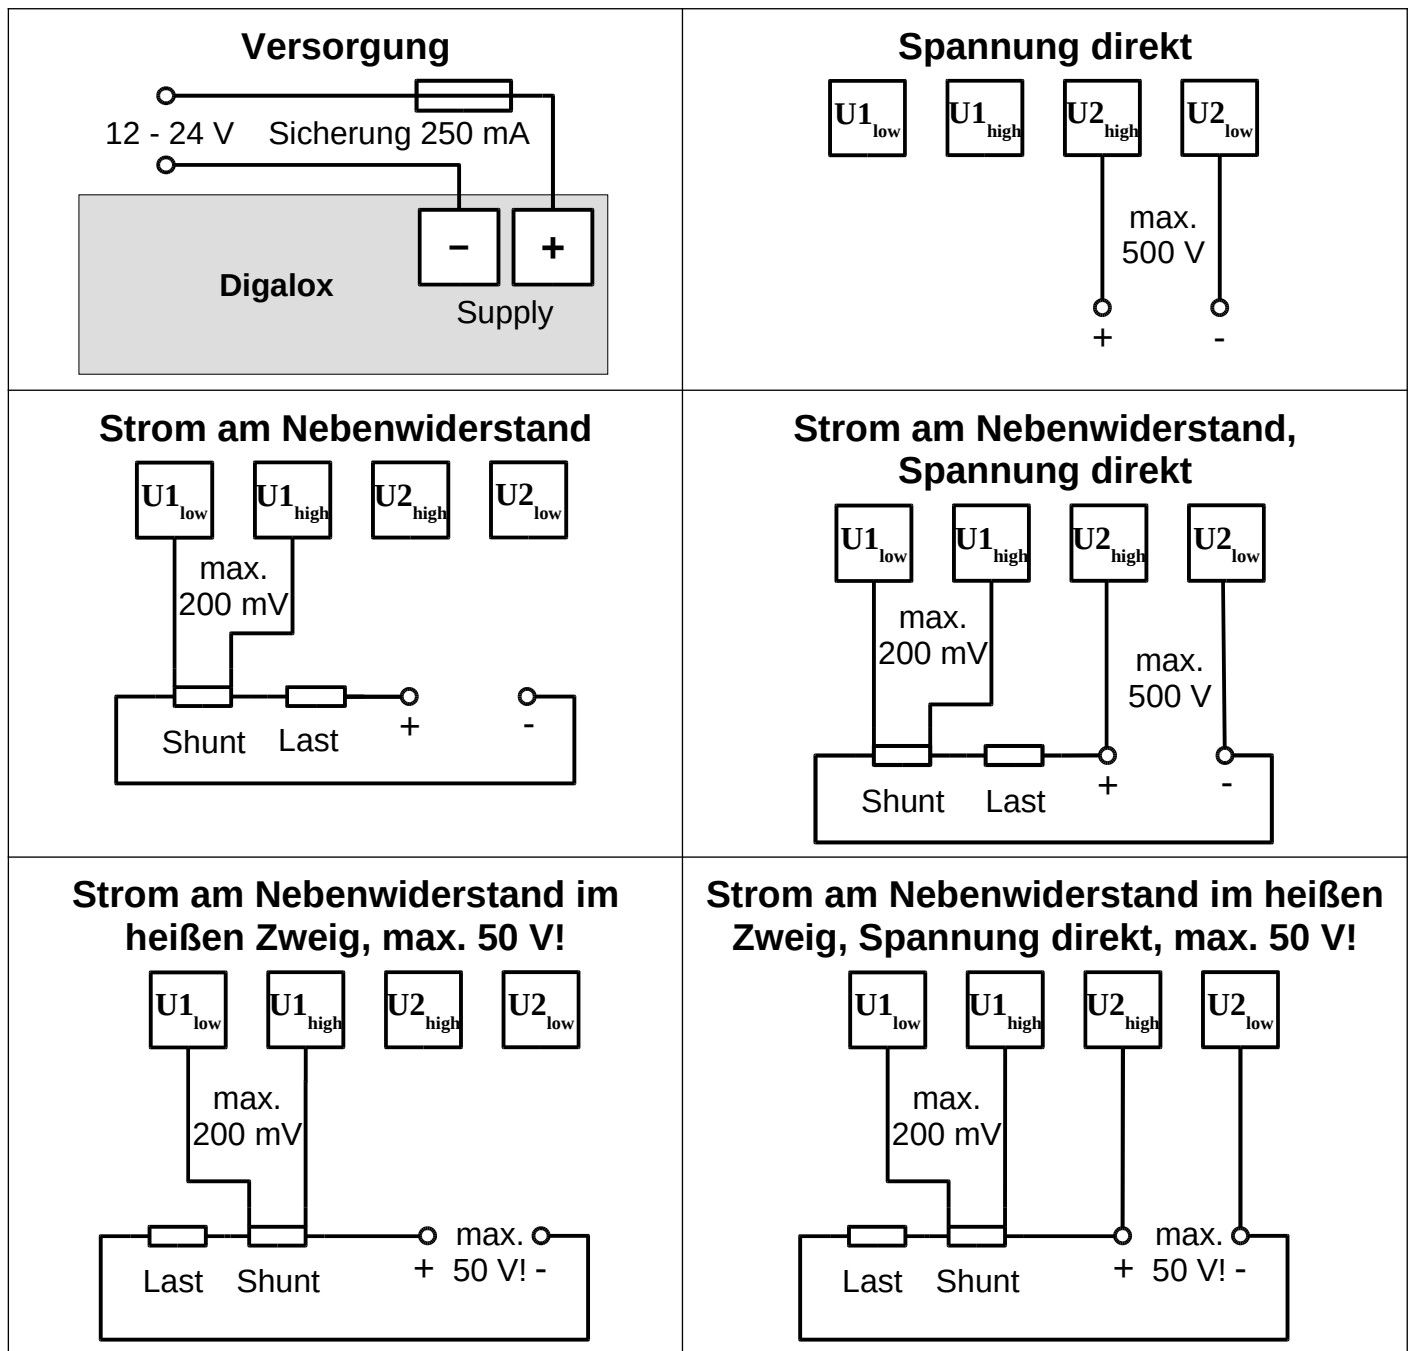 Versorgung
12 - 24 V Sicherung 250 mA
− +
Digalox
Supply
Spannung direkt
U1low U1high U2high U2low
max.
500 V
+ -
Strom am Nebenwiderstand
U1low U1high U2high U2low
max.
200 mV
+ -
Shunt Last
Strom am Nebenwiderstand,
Spannung direkt
U1low U1high U2high U2low
max.
200 mV
max.
500 V
+ -
Shunt Last
Strom am Nebenwiderstand im
heißen Zweig, max. 50 V!
U1low U1high U2high U2low
max.
200 mV
max.
+ 50 V! -
Last Shunt
Strom am Nebenwiderstand im heißen
Zweig, Spannung direkt, max. 50 V!
U1low U1high U2high U2low
max.
200 mV
max.
+ 50 V! -
Last Shunt